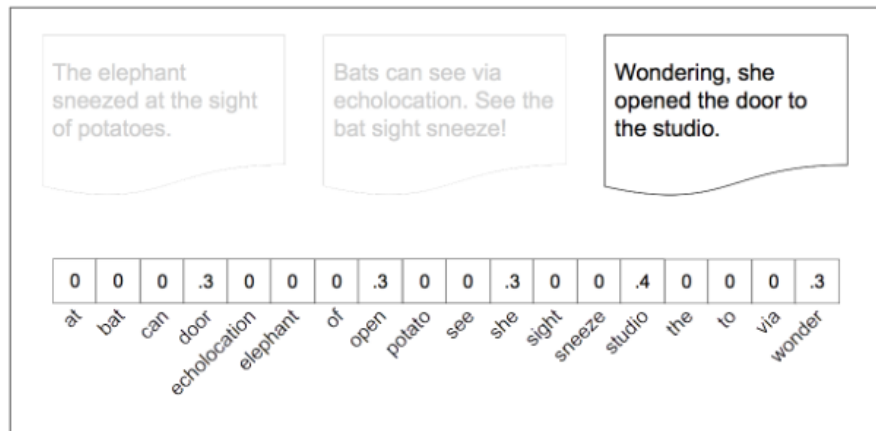 The elephant
sneezed at the sight
of potatoes.
Bats can see via
echolocation. See the
bat sight sneeze!
Wondering, she
opened the door to
the studio.
0 0 0 .3 0 0 0 .3 0 0 .3 0 0 .4 0 0 0 .3
at bat can door echolocation elephant of open potato see she sight sneeze studio the to via wonder